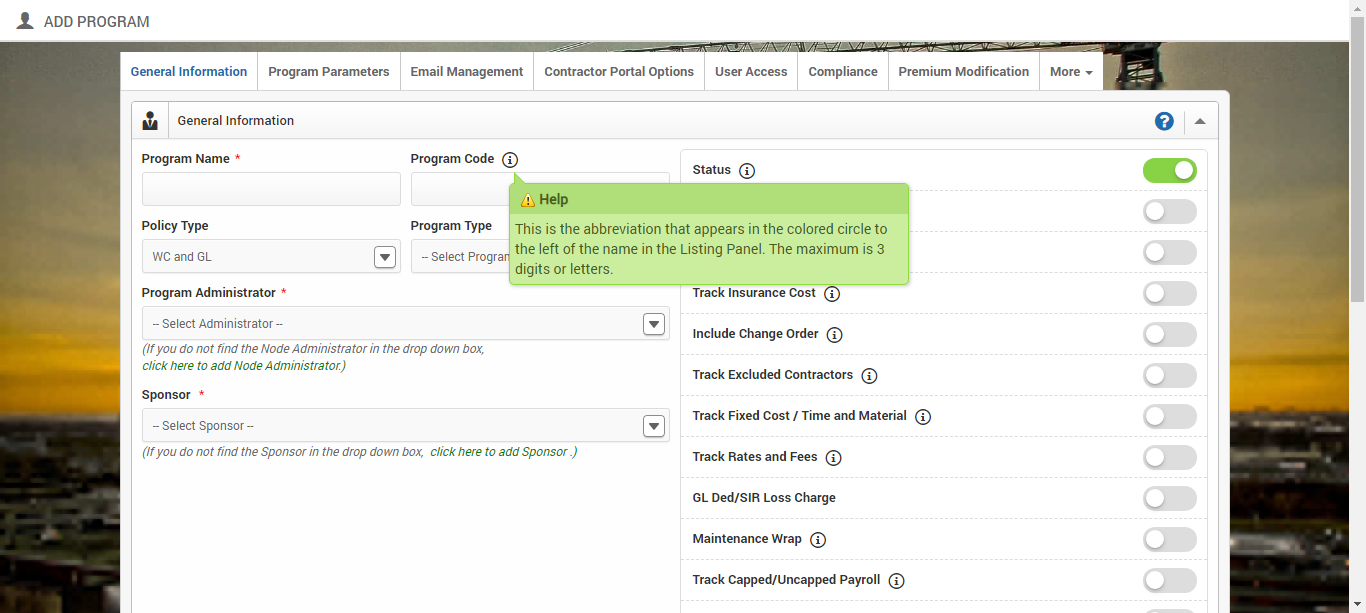 ADD PROGRAM
General Information
Program Parameters
Email Management
Contractor Portal Options
User Access
Compliance
Premium Modification
More
General Information
Program Name *
Program Code
Policy Type
WC and GL
Program Type
-- Select Program
Help
This is the abbreviation that appears in the colored circle to
the left of the name in the Listing Panel. The maximum is 3
digits or letters.
Program Administrator *
-- Select Administrator --
(If you do not find the Node Administrator in the drop down box,
click here to add Node Administrator.)
Sponsor *
-- Select Sponsor --
(If you do not find the Sponsor in the drop down box, click here to add Sponsor .)
Status
Track Insurance Cost
Include Change Order
Track Excluded Contractors
Track Fixed Cost / Time and Material
Track Rates and Fees
GL Ded/SIR Loss Charge
Maintenance Wrap
Track Capped/Uncapped Payroll